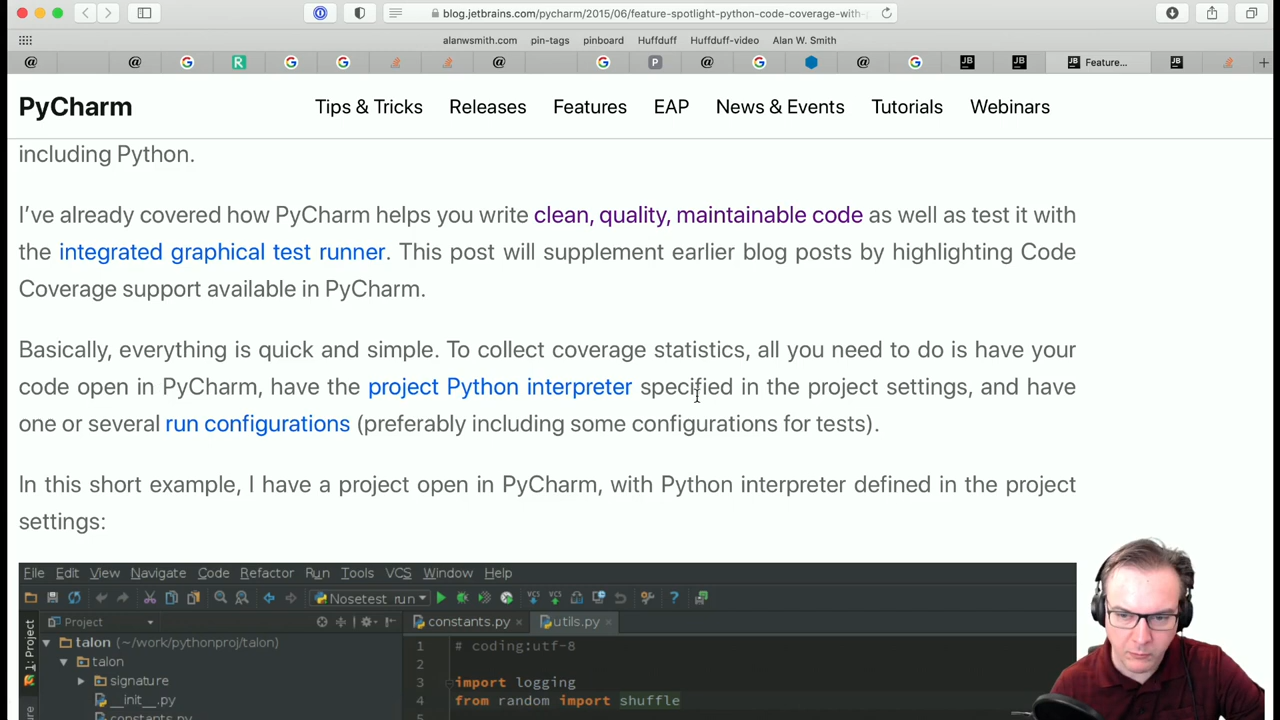 blog.jetbrains.com/pycharm/2015/06/feature-spotlight-python-code-coverage-with-
alanwsmith.com pin-tags pinboard Huffduff Huffduff-video Alan W. Smith
Feature...
PyCharm Tips & Tricks Releases Features EAP News & Events Tutorials Webinars
including Python.
I’ve already covered how PyCharm helps you write clean, quality, maintainable code as well as test it with
the integrated graphical test runner. This post will supplement earlier blog posts by highlighting Code
Coverage support available in PyCharm.
Basically, everything is quick and simple. To collect coverage statistics, all you need to do is have your
code open in PyCharm, have the project Python interpreter specified in the project settings, and have
one or several run configurations (preferably including some configurations for tests).
In this short example, I have a project open in PyCharm, with Python interpreter defined in the project
settings:
File Edit View Navigate Code Refactor Run Tools VCS Window Help
Nosetest run
Project constants.py utils.py
1: Project
talon (~/work/pythonproj/talon) 1 # coding:utf-8
talon 2
signature 3 import logging
__init__.py 4 from random import shuffle
constants.py 5